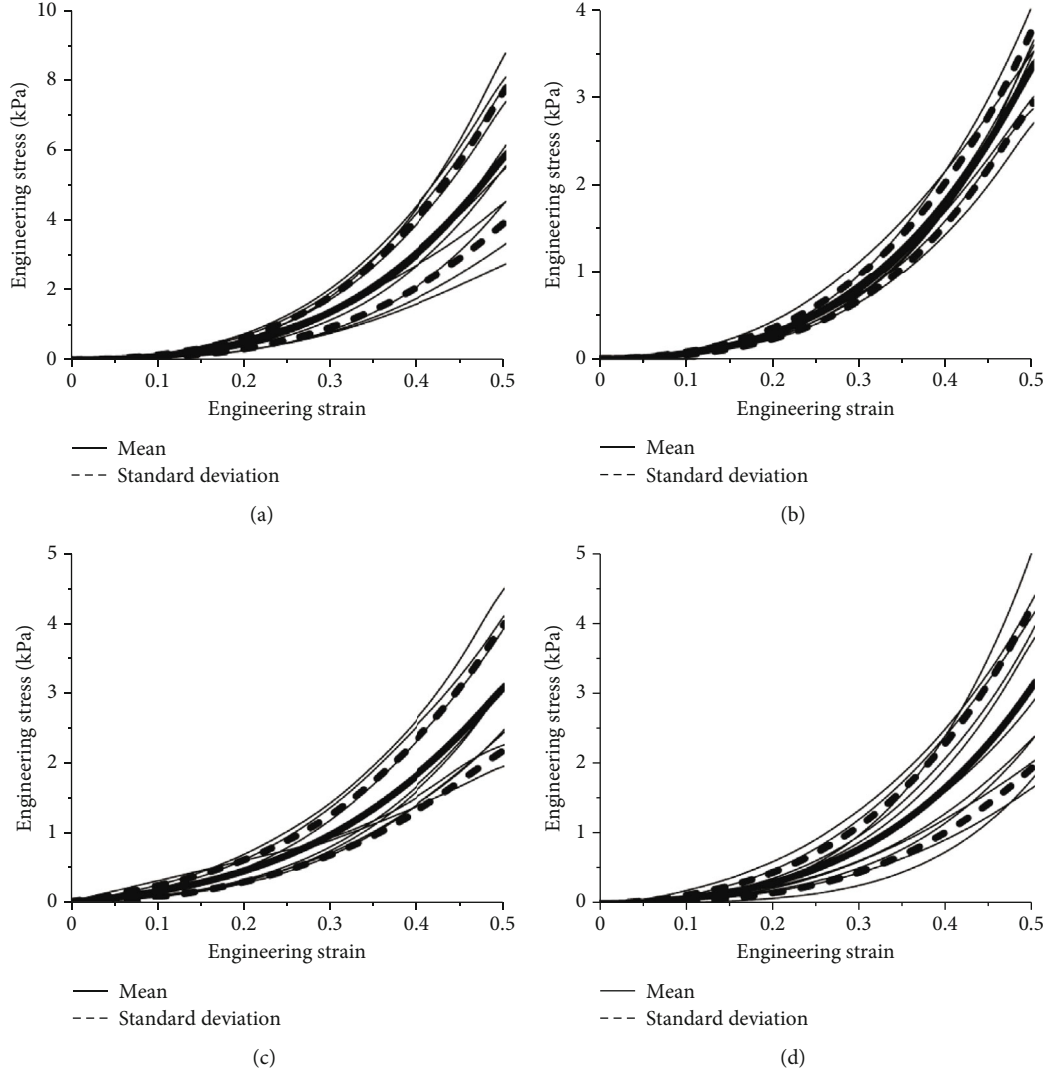 10
8
6
4
2
0
Engineering stress (kPa)
0 0.1 0.2 0.3 0.4 0.5
Engineering strain
Mean
Standard deviation
(a)
4
3
2
1
0
Engineering stress (kPa)
0 0.1 0.2 0.3 0.4 0.5
Engineering strain
Mean
Standard deviation
(b)
5
4
3
2
1
0
Engineering stress (kPa)
0 0.1 0.2 0.3 0.4 0.5
Engineering strain
Mean
Standard deviation
(c)
5
4
3
2
1
0
Engineering stress (kPa)
0 0.1 0.2 0.3 0.4 0.5
Engineering strain
Mean
Standard deviation
(d)